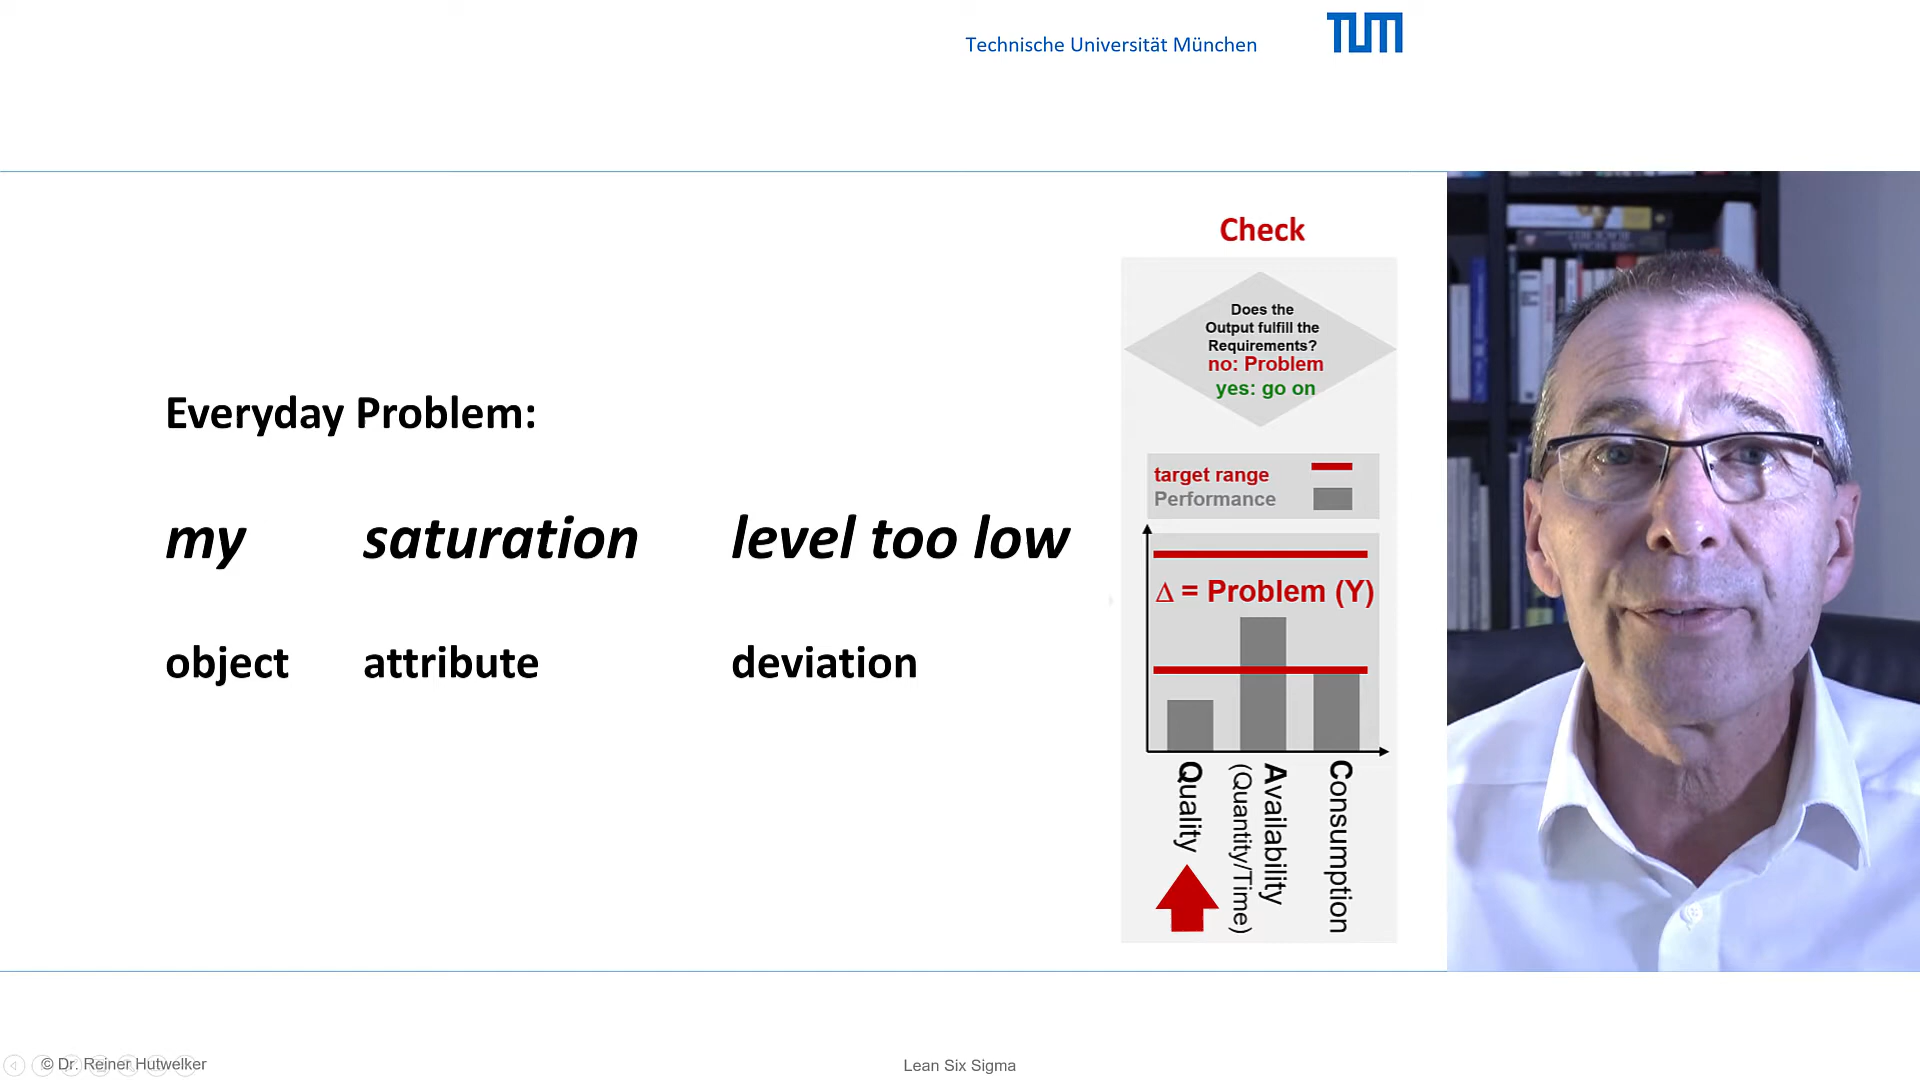 Technische Universität München
TUM
Check
Does the
Output fulfill the
Requirements?
no: Problem
yes: go on
Everyday Problem:
target range
Performance
my saturation level too low
Δ = Problem (Y)
object attribute deviation
Quality
Availability
(Quantity/Time)
Consumption
© Dr. Reiner Hutwelker
Lean Six Sigma